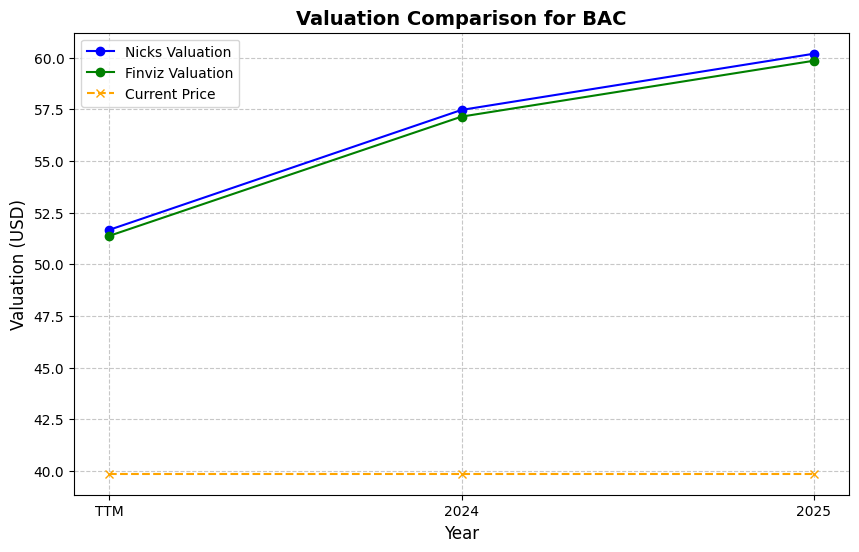 Valuation Comparison for BAC
Nicks Valuation
Finviz Valuation
Current Price
Valuation (USD)
60.0
57.5
55.0
52.5
50.0
47.5
45.0
42.5
40.0
TTM
2024
2025
Year